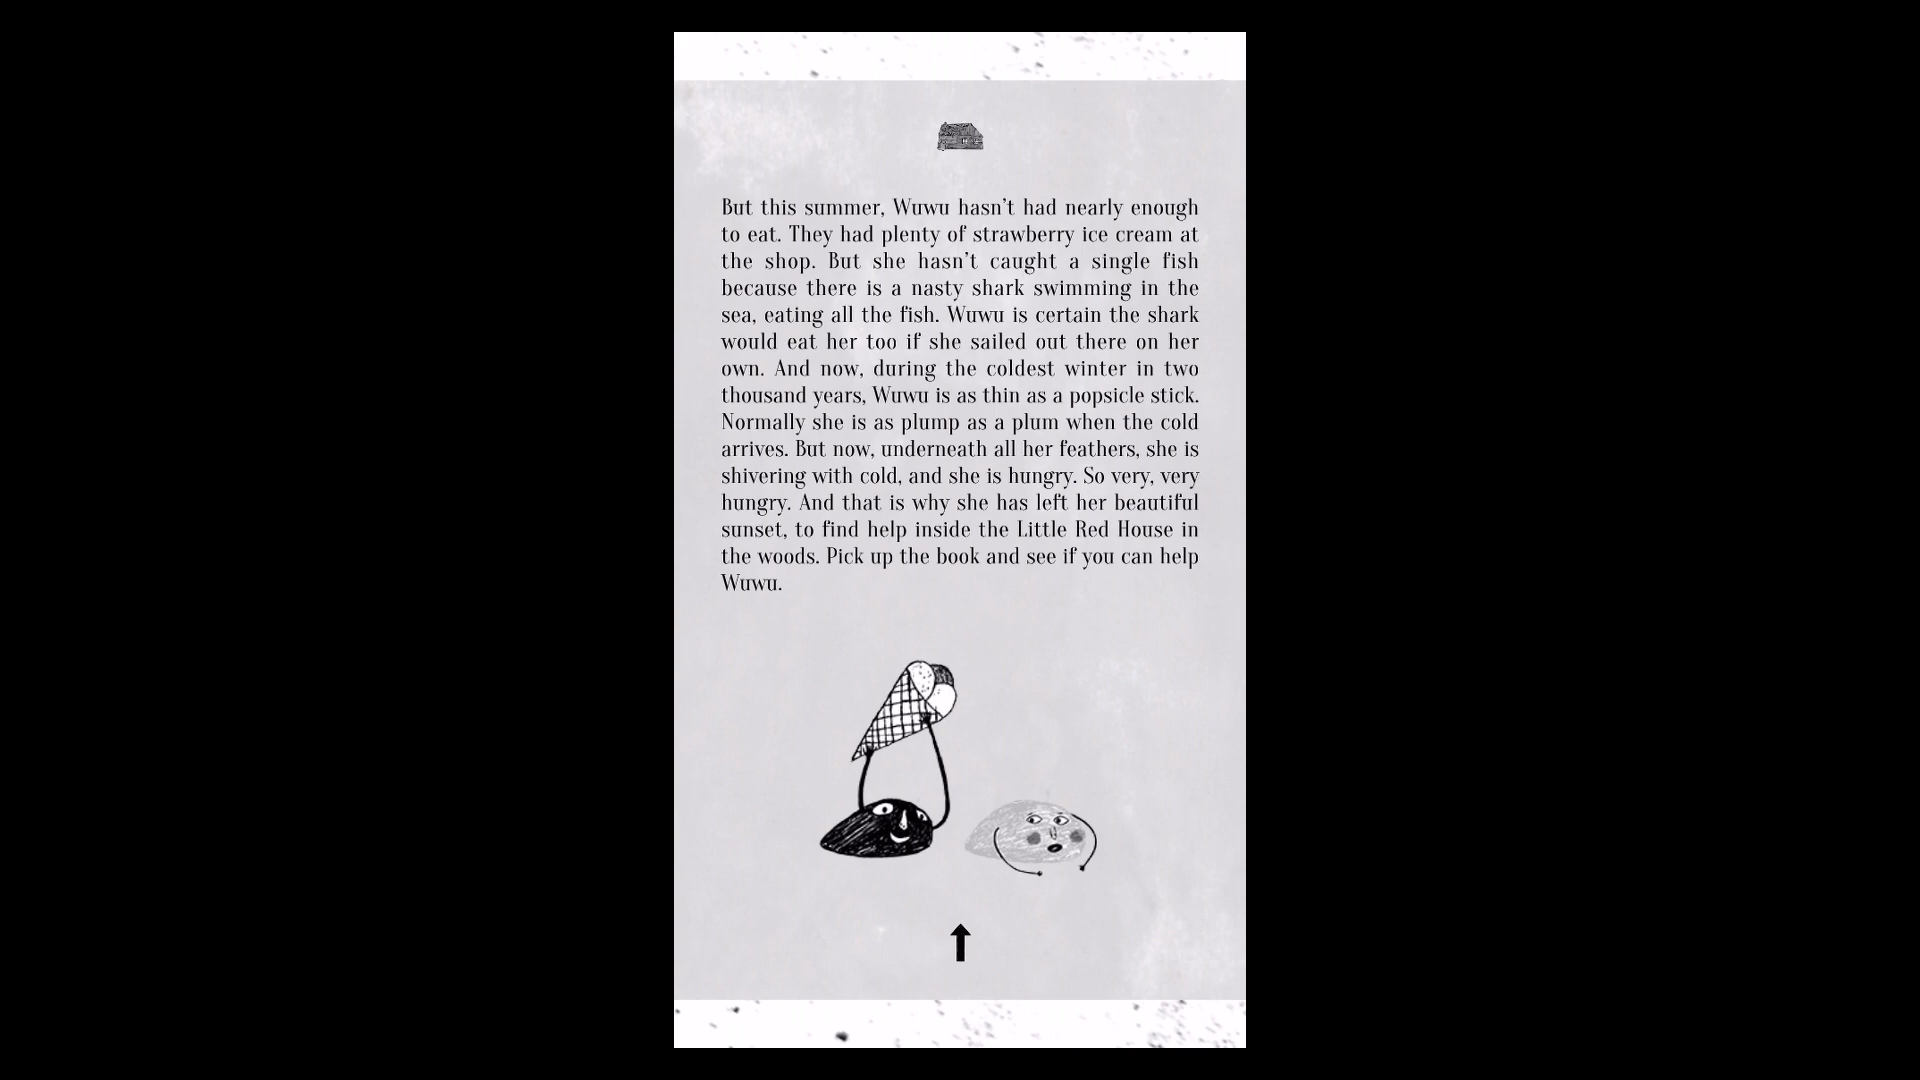 But this summer, Wuwu hasn't had nearly enough
to eat. They had plenty of strawberry ice cream at
the shop. But she hasn't caught a single fish
because there is a nasty shark swimming in the
sea, eating all the fish. Wuwu is certain the shark
would eat her too if she sailed out there on her
own. And now, during the coldest winter in two
thousand years, Wuwu is as thin as a popsicle stick.
Normally she is as plump as a plum when the cold
arrives. But now, underneath all her feathers, she is
shivering with cold, and she is hungry. So very, very
hungry. And that is why she has left her beautiful
sunset, to find help inside the Little Red House in
the woods. Pick up the book and see if you can help
Wuwu.